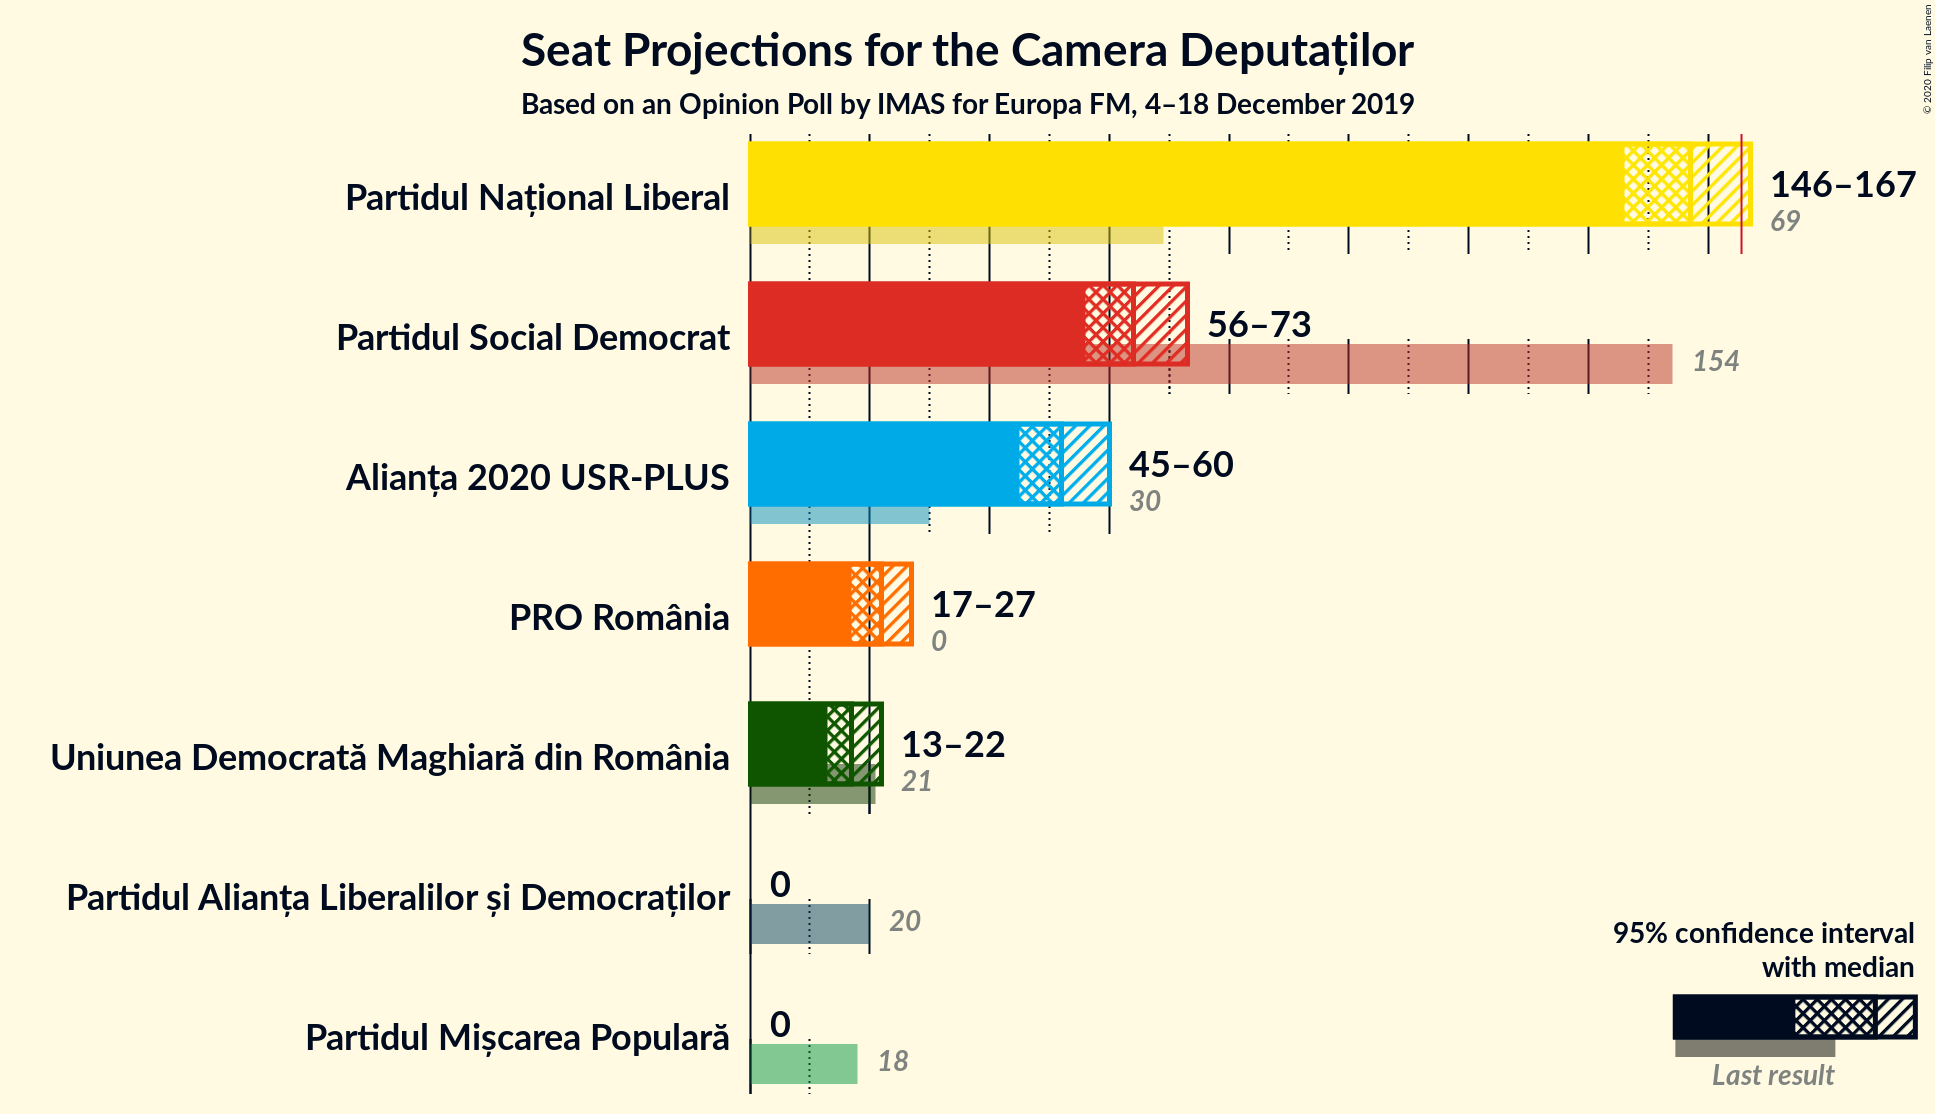 Seat Projections for the Camera Deputaților
Based on an Opinion Poll by IMAS for Europa FM, 4–18 December 2019
© 2020 Filip van Laenen
Partidul Național Liberal
146–167
69
Partidul Social Democrat
56–73
154
Alianța 2020 USR-PLUS
45–60
30
PRO România
17–27
0
Uniunea Democrată Maghiară din România
13–22
21
Partidul Alianța Liberalilor și Democraților
0
20
Partidul Mișcarea Populară
0
18
95% confidence interval
with median
Last result